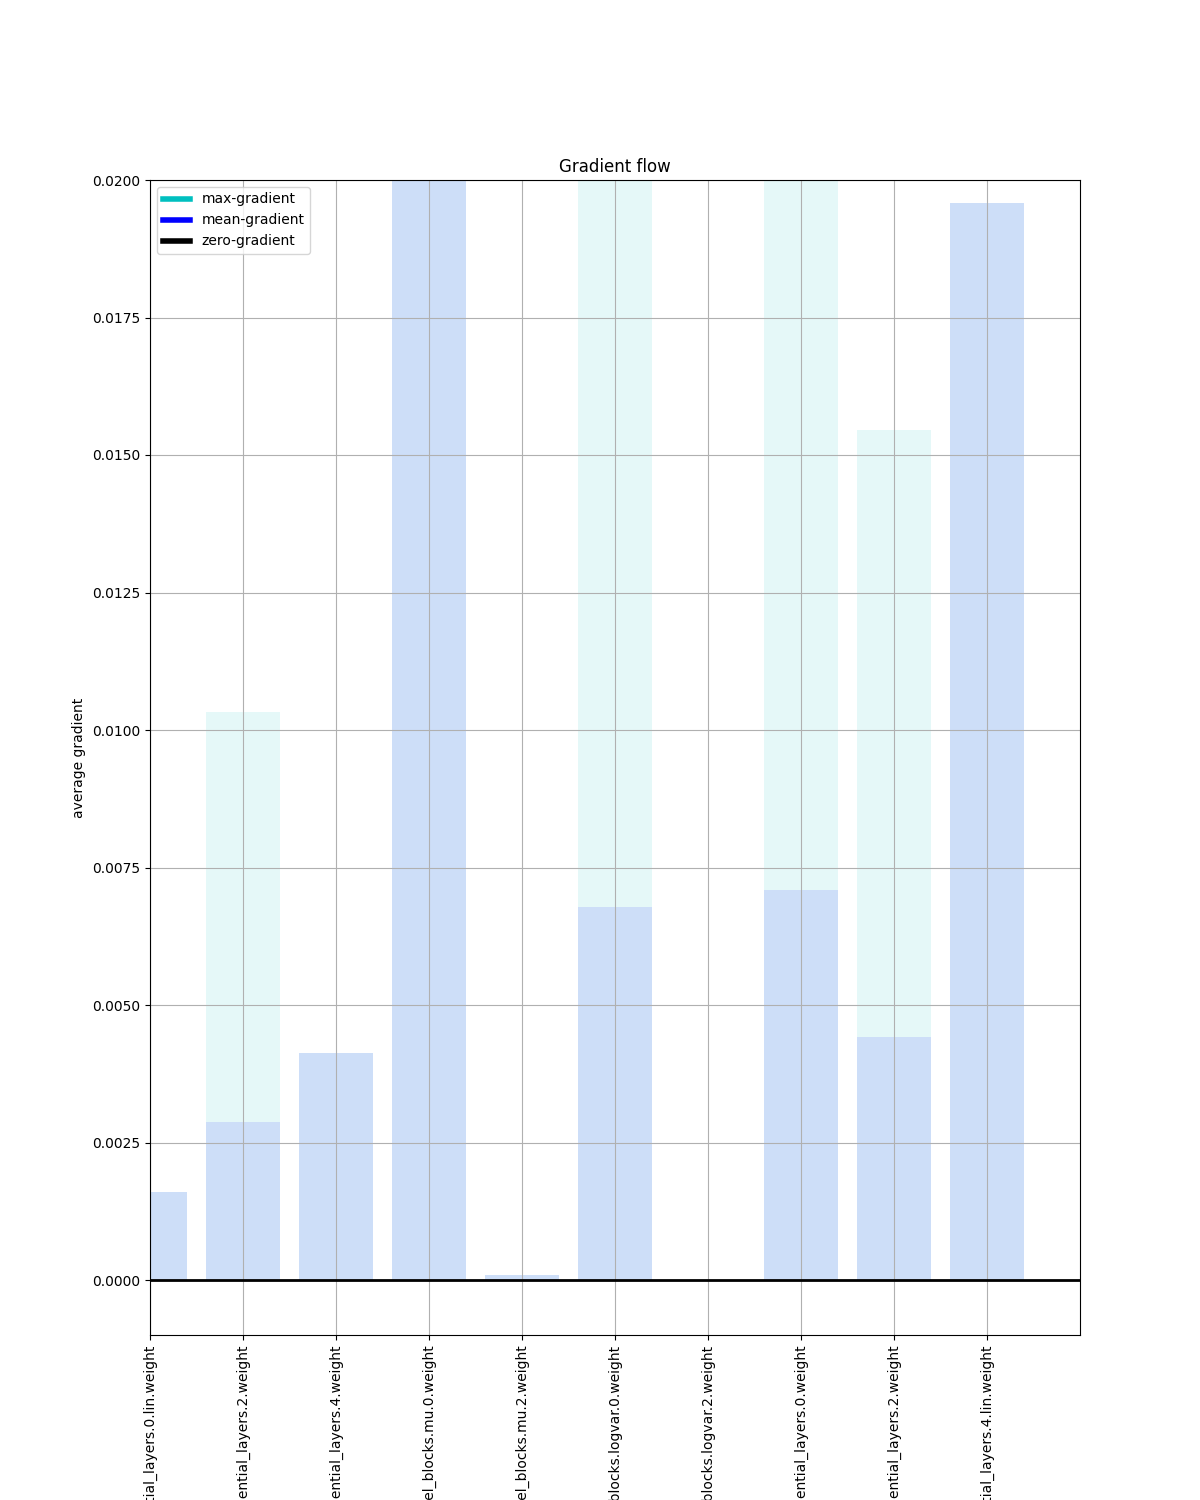 Gradient flow
max-gradient
mean-gradient
zero-gradient
0.0200
0.0175
0.0150
0.0125
0.0100
0.0075
0.0050
0.0025
0.0000
average gradient
tial_layers.0.lin.weight
ential_layers.2.weight
ential_layers.4.weight
el_blocks.mu.0.weight
el_blocks.mu.2.weight
blocks.logvar.0.weight
blocks.logvar.2.weight
ential_layers.0.weight
ential_layers.2.weight
tial_layers.4.lin.weight